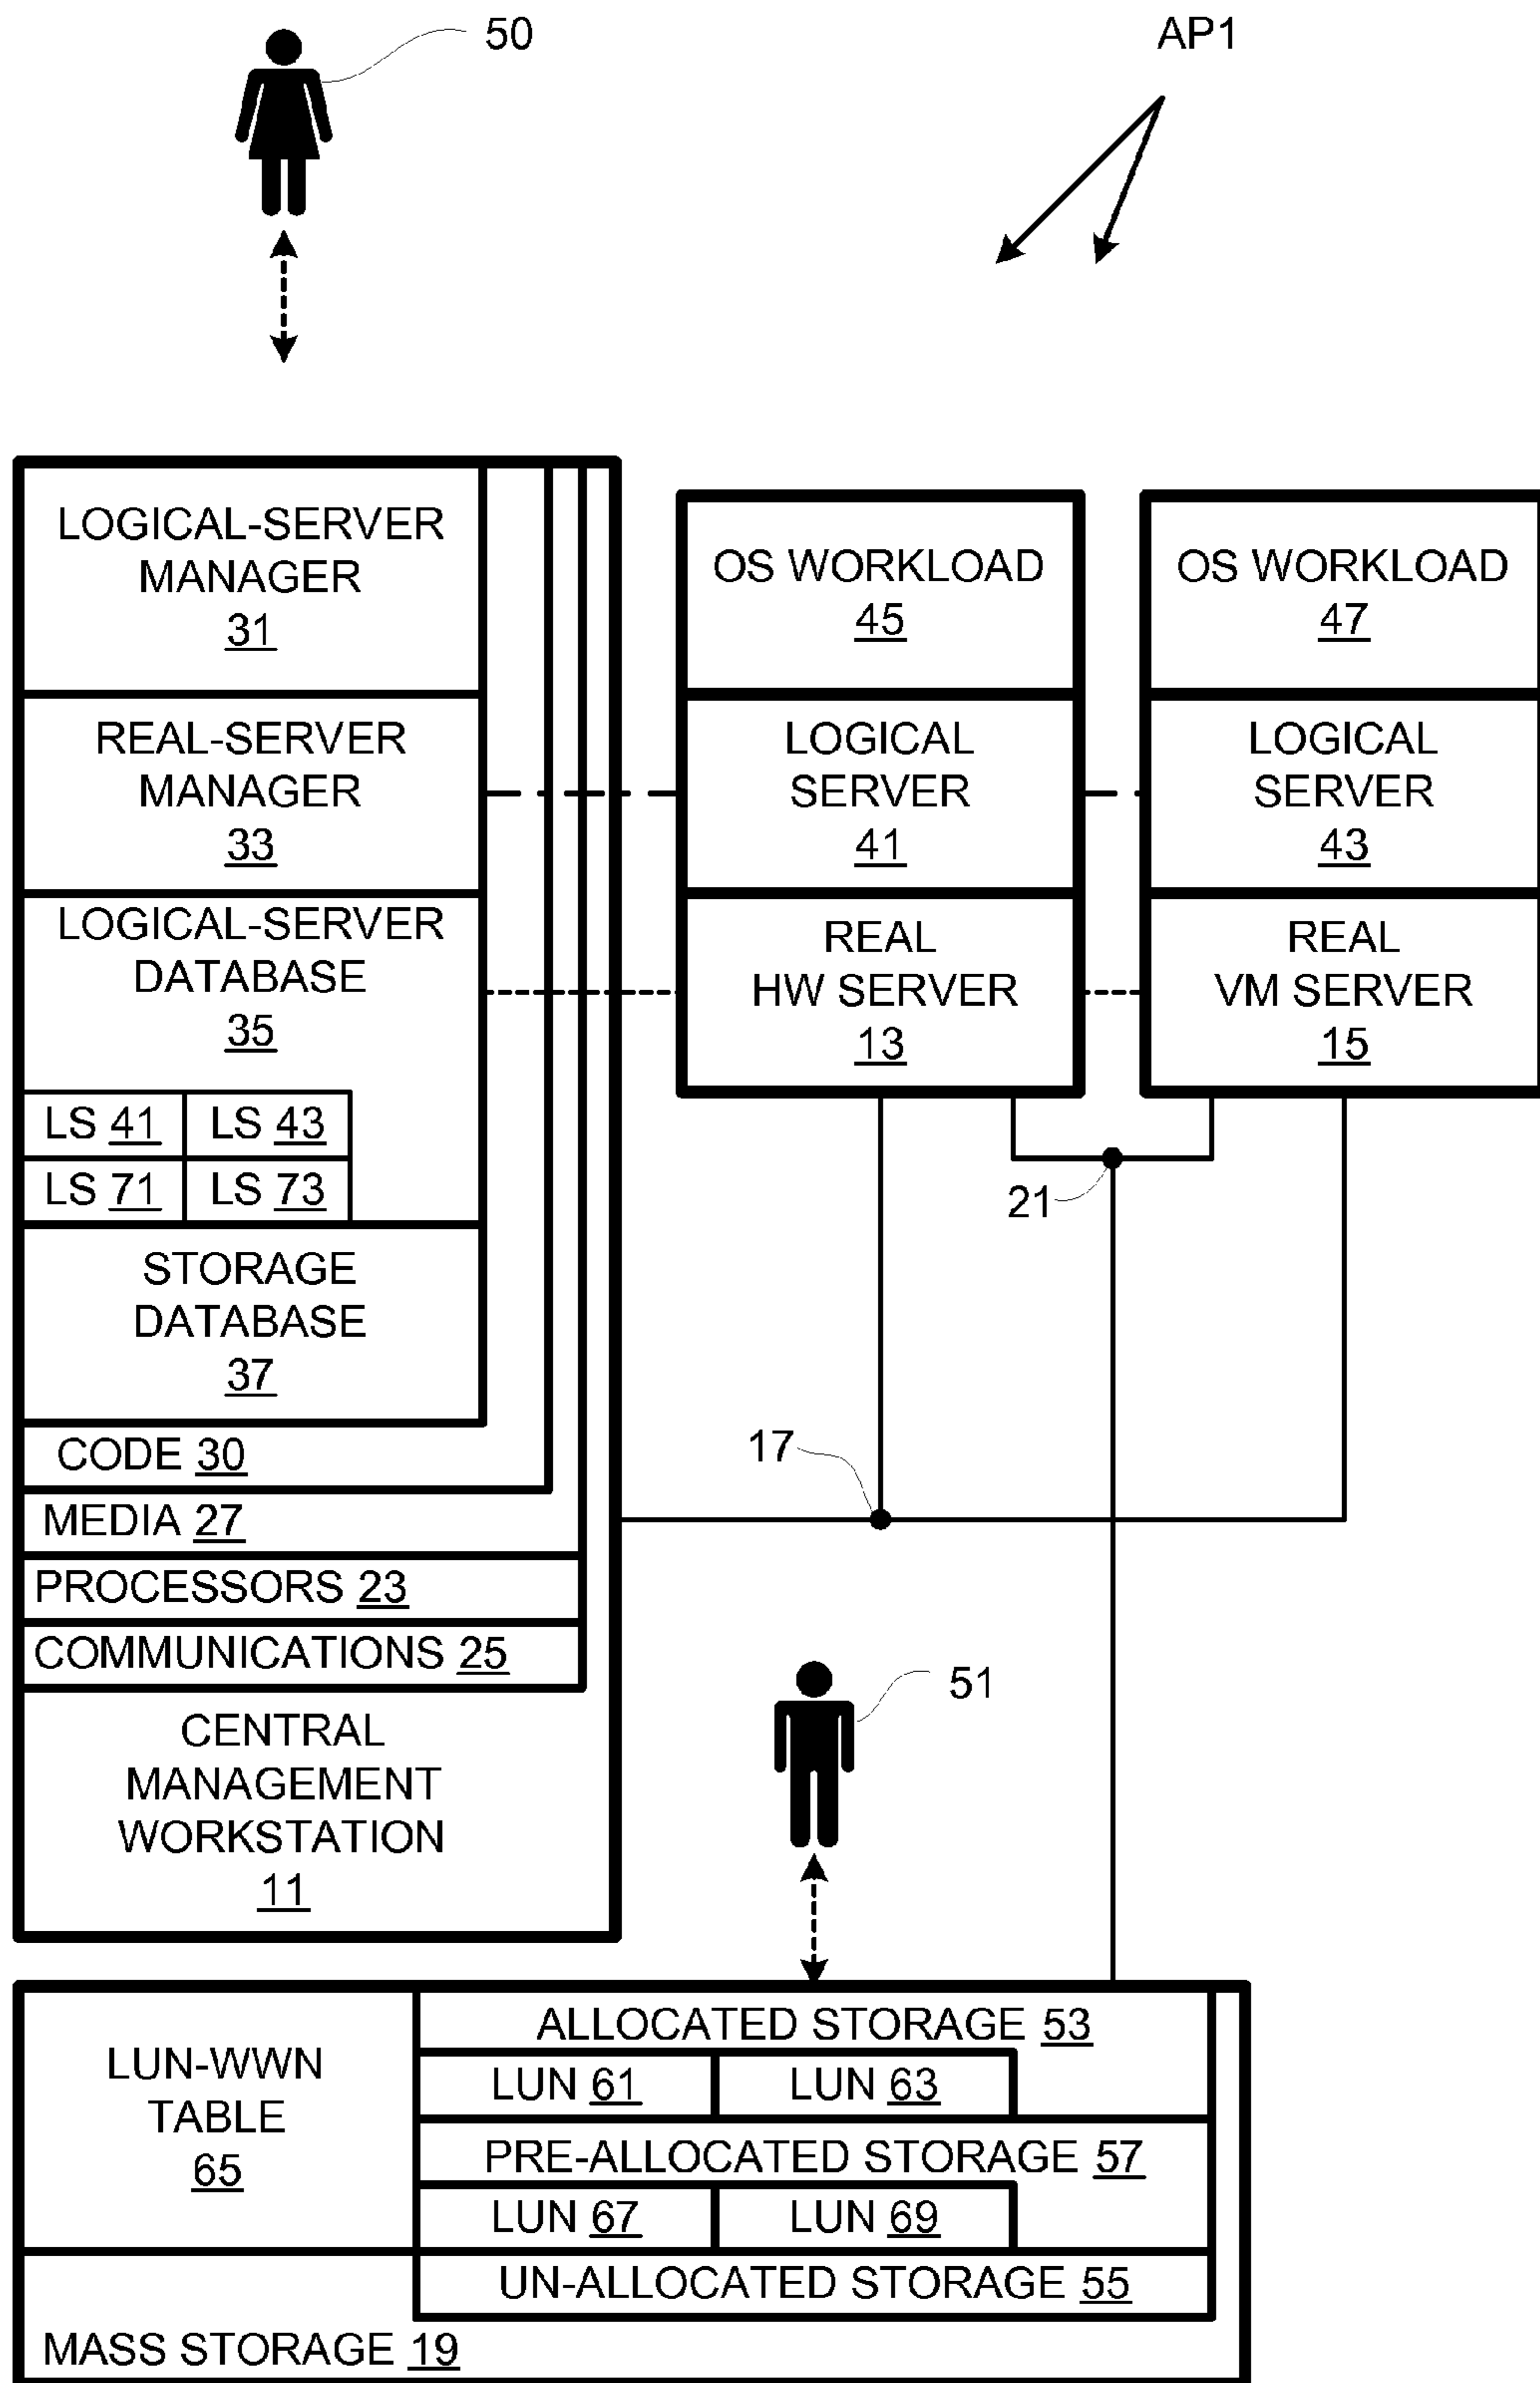 50
AP1
LOGICAL-SERVER
MANAGER
31
REAL-SERVER
MANAGER
33
LOGICAL-SERVER
DATABASE
35
LS 41
LS 43
LS 71
LS 73
STORAGE
DATABASE
37
CODE 30
MEDIA 27
PROCESSORS 23
COMMUNICATIONS 25
CENTRAL
MANAGEMENT
WORKSTATION
11
OS WORKLOAD
45
LOGICAL
SERVER
41
REAL
HW SERVER
13
OS WORKLOAD
47
LOGICAL
SERVER
43
REAL
VM SERVER
15
21
17
51
LUN-WWN
TABLE
65
ALLOCATED STORAGE 53
LUN 61
LUN 63
PRE-ALLOCATED STORAGE 57
LUN 67
LUN 69
UN-ALLOCATED STORAGE 55
MASS STORAGE 19